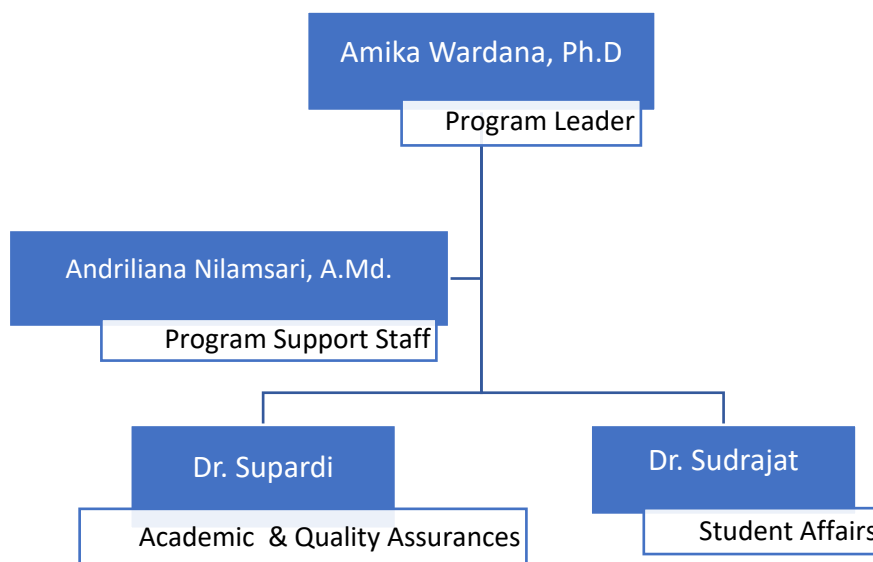 Amika Wardana, Ph.D
Program Leader
Andriliana Nilamsari, A.Md.
Program Support Staff
Dr. Supardi
Academic & Quality Assurances
Dr. Sudrajat
Student Affairs